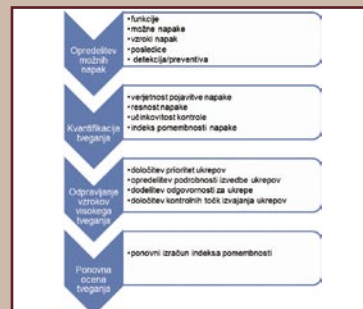 Opredelitev
možnih
napak
•funkcije
•možne napake
•vzroki napak
•posledice
• detekcija/preventiva
Kvantifikacija
tveganja
•verjetnost pojavitve napake
•resnost napake
•učinkovitost kontrole
•indeks pomembnosti napake
Odpravljanje
vzrokov
visokega
tveganja
•določitev prioritet ukrepov
•opredelitev podrobnosti izvedbe ukrepov
•dodelitev odgovornosti za ukrepe
•določitev kontrolnih točk izvajanja ukrepov
Ponovna
ocena
tveganja
•ponovni izračun indeksa pomembnosti